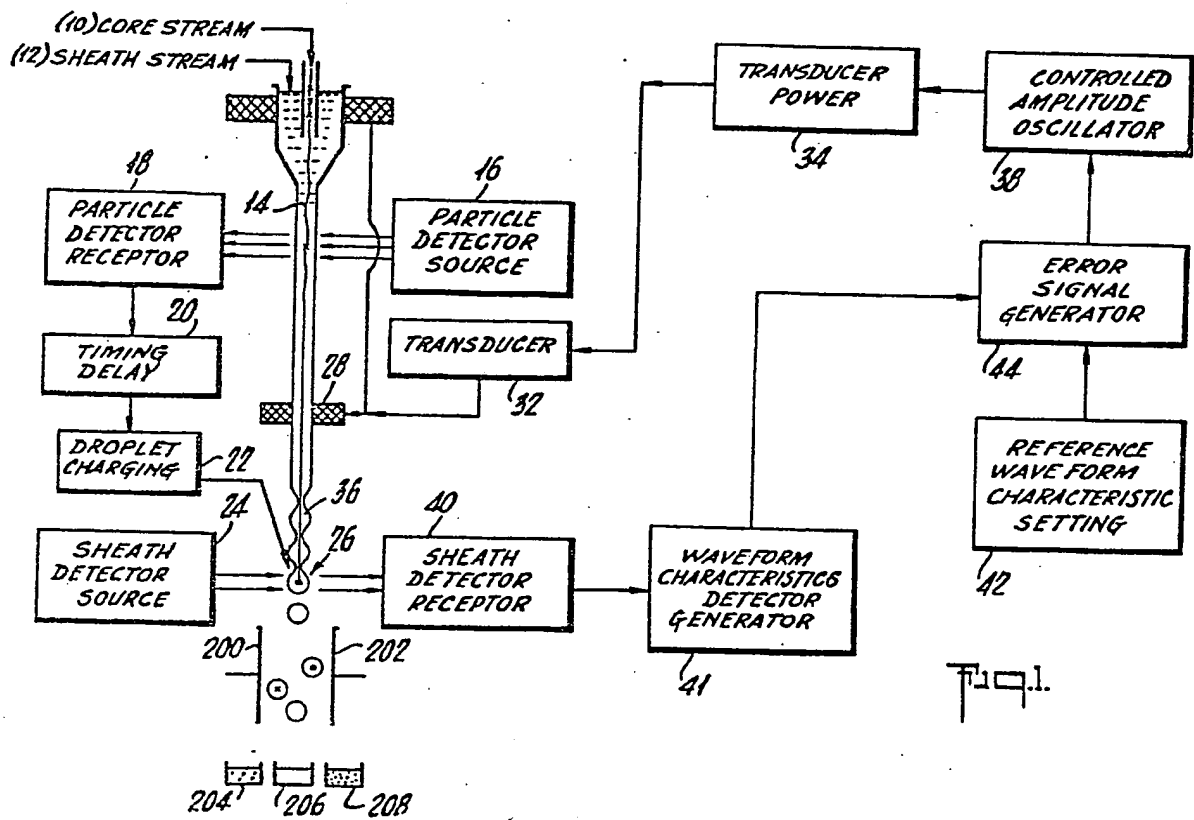 (10) CORE STREAM
(12) SHEATH STREAM
TRANSDUCER
POWER
34
CONTROLLED
AMPLITUDE
OSCILLATOR
38
18
PARTICLE
DETECTOR
RECEPTOR
14
16
PARTICLE
DETECTOR
SOURCE
20
TIMING
DELAY
TRANSDUCER
32
28
ERROR
SIGNAL
GENERATOR
44
DROPLET
CHARGING
22
36
24
SHEATH
DETECTOR
SOURCE
26
40
SHEATH
DETECTOR
RECEPTOR
WAVEFORM
CHARACTERISTICS
DETECTOR
GENERATOR
41
REFERENCE
WAVE FORM
CHARACTERISTIC
SETTING
42
200
202
204
206
208
Fig.1.